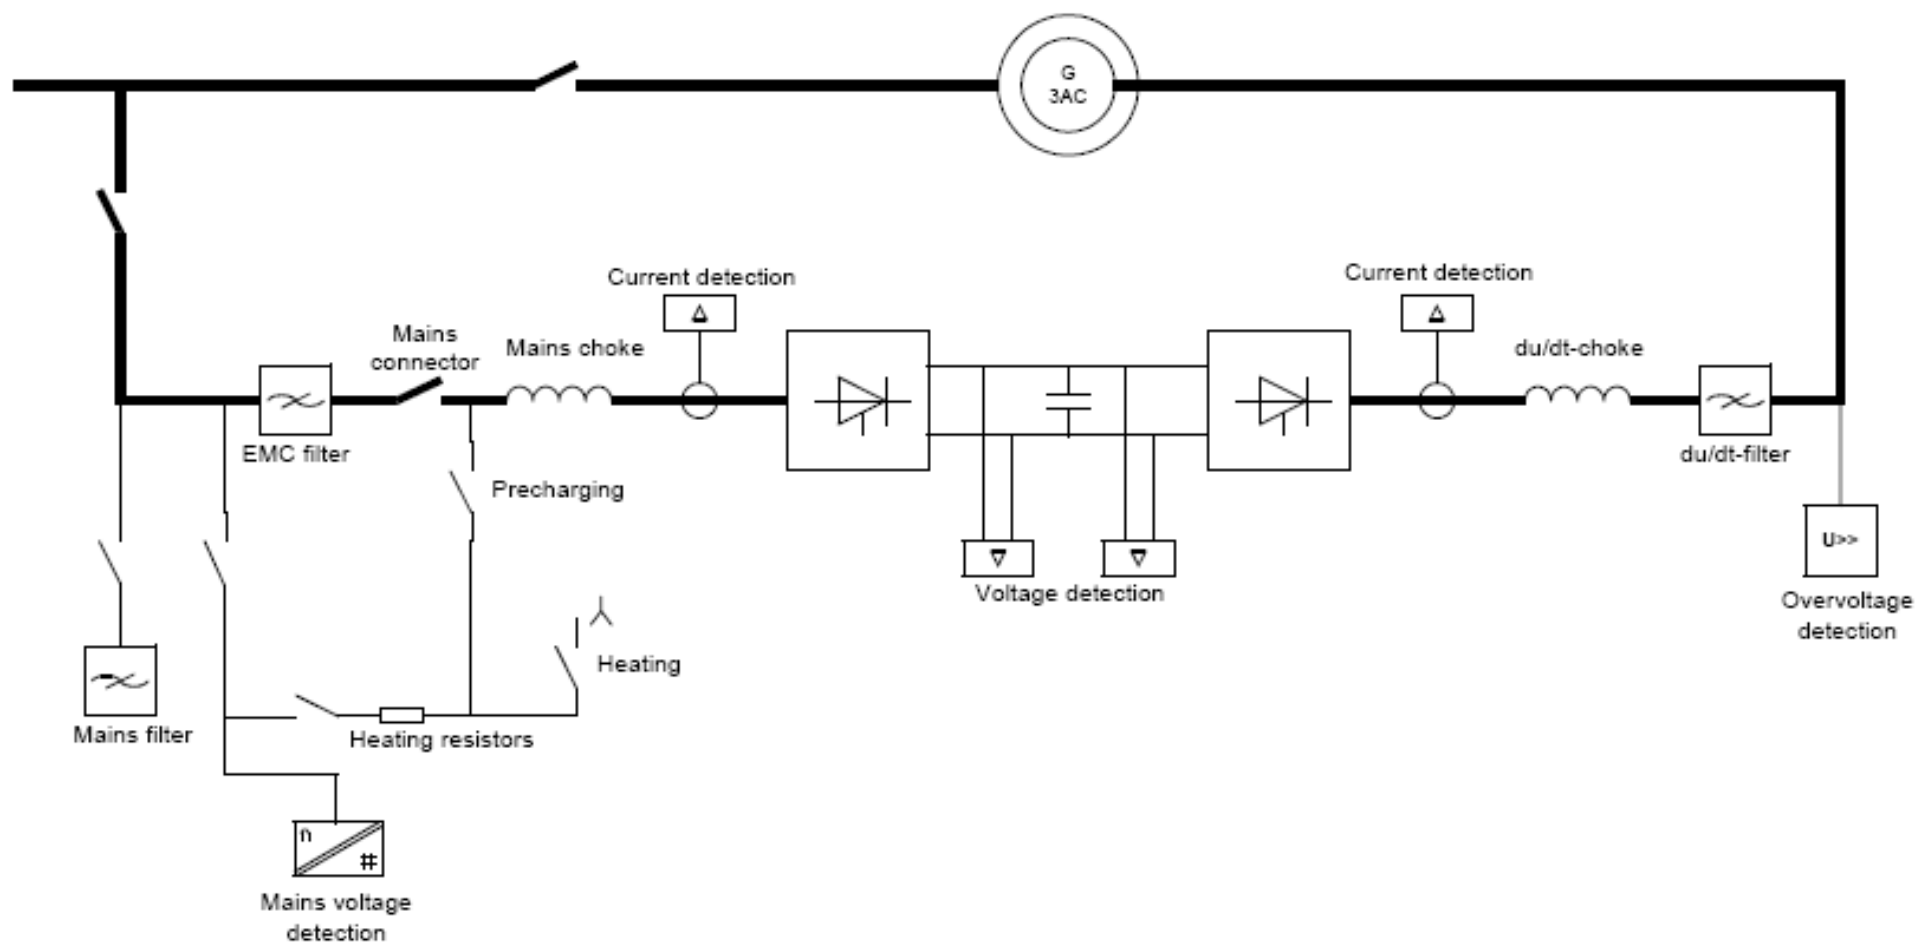 G
3AC
Current detection
Current detection
Mains
connector
Mains choke
du/dt-choke
EMC filter
du/dt-filter
Precharging
U>>
Voltage detection
Overvoltage
detection
Heating
Mains filter
Heating resistors
n
#
Mains voltage
detection